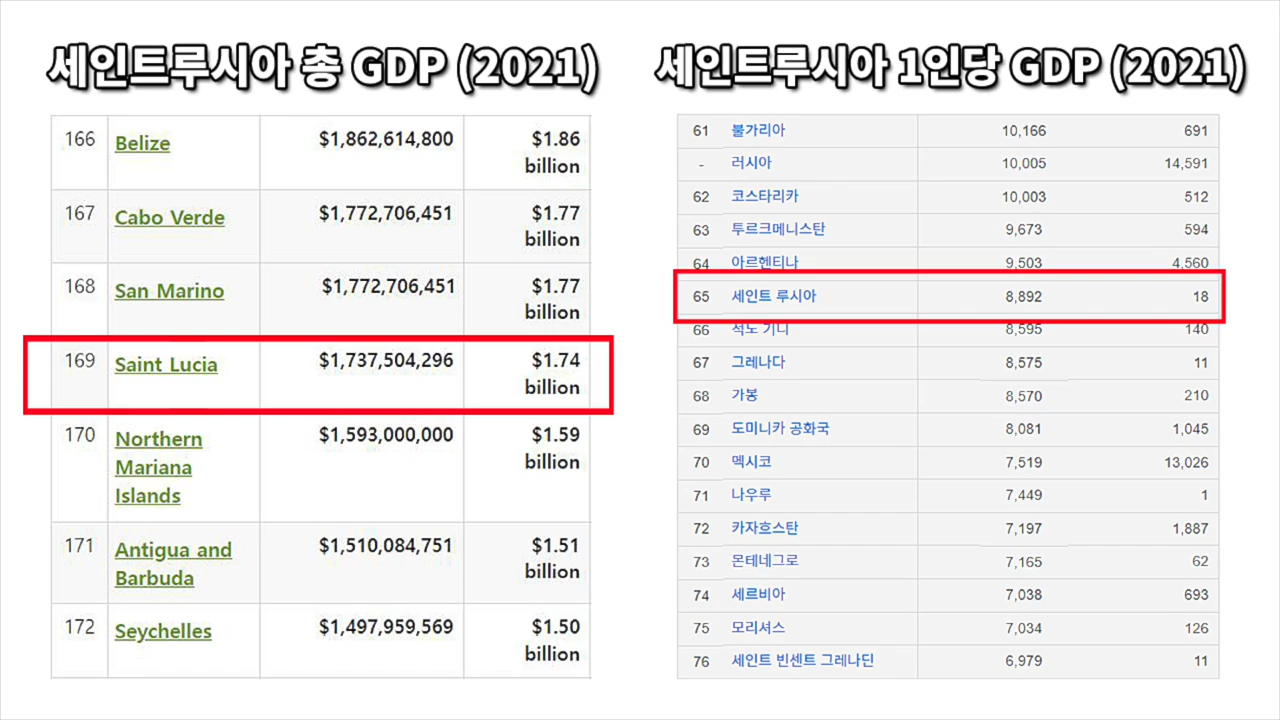 세인트루시아 총 GDP (2021)
166 Belize $1,862,614,800 $1.86
billion
167 Cabo Verde $1,772,706,451 $1.77
billion
168 San Marino $1,772,706,451 $1.77
billion
169 Saint Lucia $1,737,504,296 $1.74
billion
170 Northern $1,593,000,000 $1.59
Mariana billion
Islands
171 Antigua and $1,510,084,751 $1.51
Barbuda billion
172 Seychelles $1,497,959,569 $1.50
billion
세인트루시아 1인당 GDP (2021)
61 불가리아 10,166 691
- 러시아 10,005 14,591
62 코스타리카 10,003 512
63 투르크메니스탄 9,673 594
64 아르헨티나 9,503 4,560
65 세인트 루시아 8,892 18
66 적도 기니 8,595 140
67 그레나다 8,575 11
68 가봉 8,570 210
69 도미니카 공화국 8,081 1,045
70 멕시코 7,519 13,026
71 나우루 7,449 1
72 카자흐스탄 7,197 1,887
73 몬테네그로 7,165 62
74 세르비아 7,038 693
75 모리셔스 7,034 126
76 세인트 빈센트 그레나딘 6,979 11